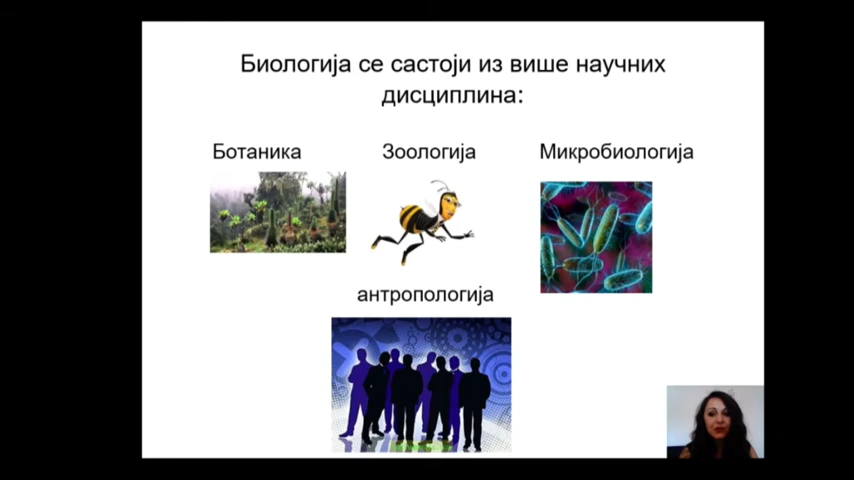 Биологија се састоји из више научних
дисциплина:
Ботаника
Зоологија
Микробиологија
антропологија